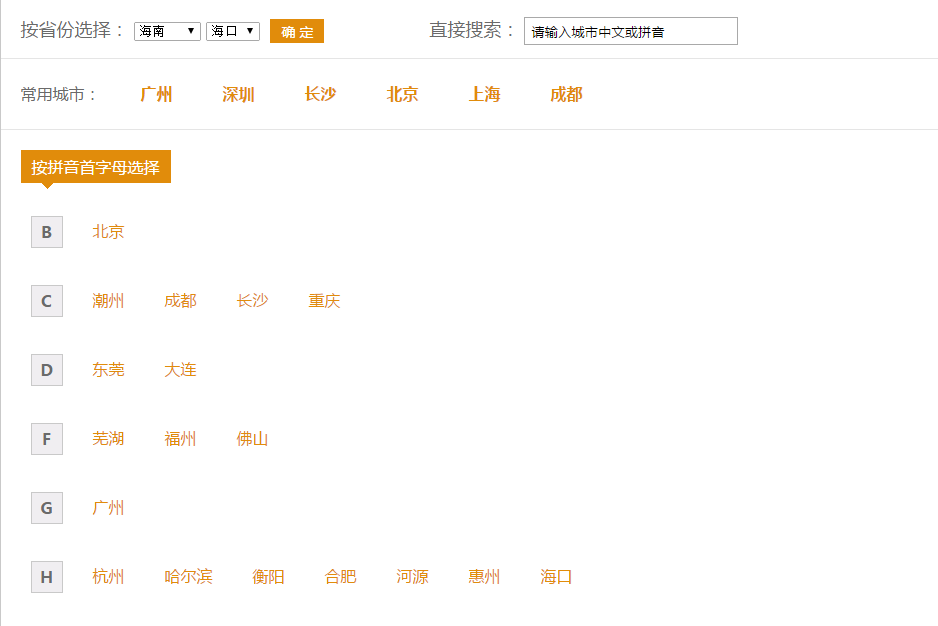 按省份选择： 海南 海口 确定 直接搜索： 请输入城市中文或拼音
常用城市： 广州 深圳 长沙 北京 上海 成都
按拼音首字母选择
B 北京
C 潮州 成都 长沙 重庆
D 东莞 大连
F 芜湖 福州 佛山
G 广州
H 杭州 哈尔滨 衡阳 合肥 河源 惠州 海口